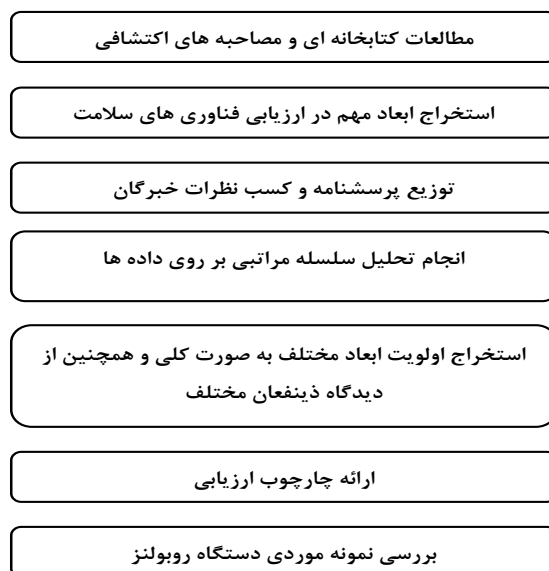 مطالعات کتابخانه ای و مصاحبه های اکتشافی
استخراج ابعاد مهم در ارزیابی فناوری های سلامت
توزیع پرسشنامه و کسب نظرات خبرگان
انجام تحلیل سلسله مراتبی بر روی داده ها
استخراج اولویت ابعاد مختلف به صورت کلی و همچنین از
دیدگاه ذینفعان مختلف
ارائه چارچوب ارزیابی
بررسی نمونه موردی دستگاه روبولنز